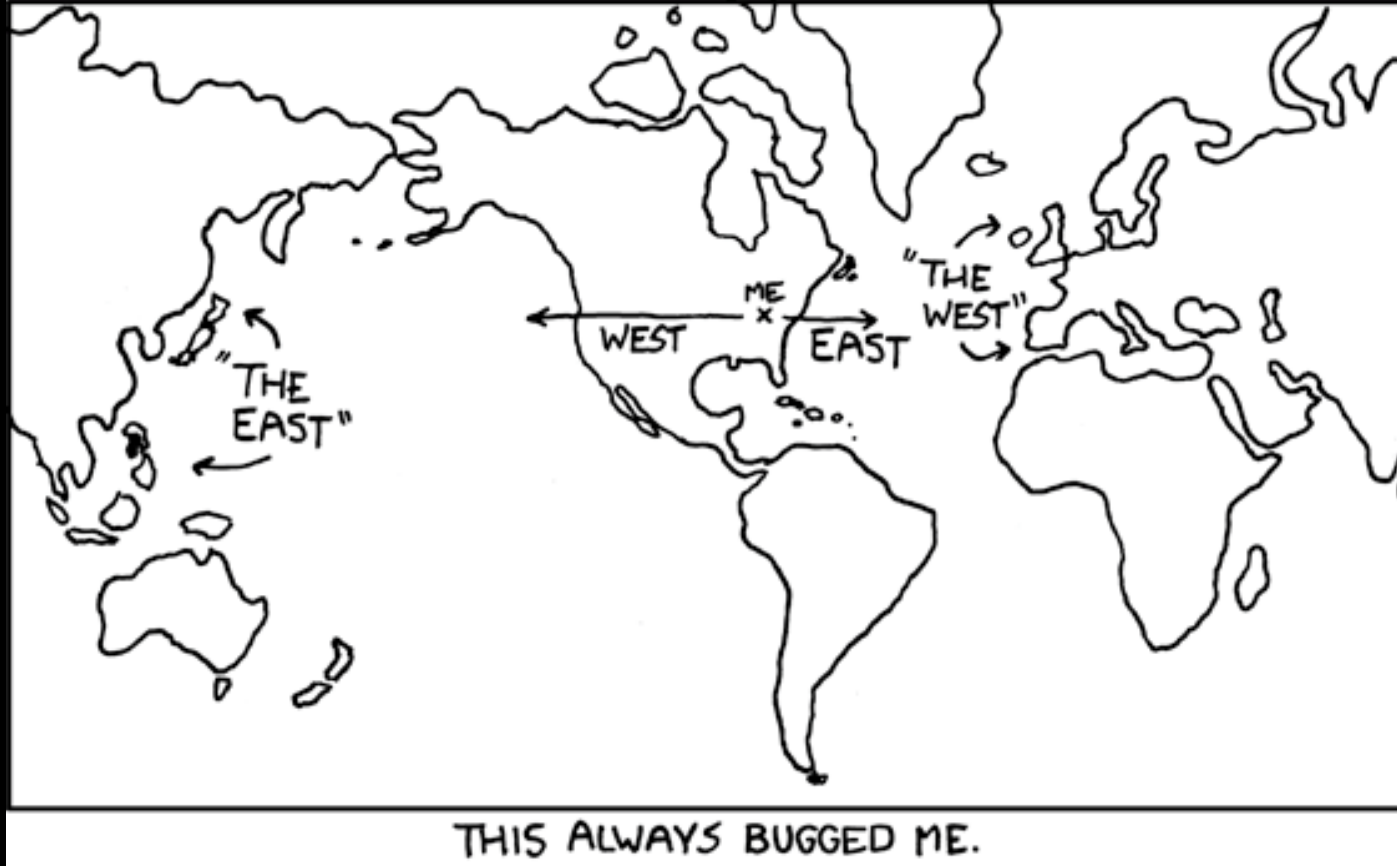 ME
WEST
EAST
"THE
WEST"
"THE
EAST"
THIS ALWAYS BUGGED ME.